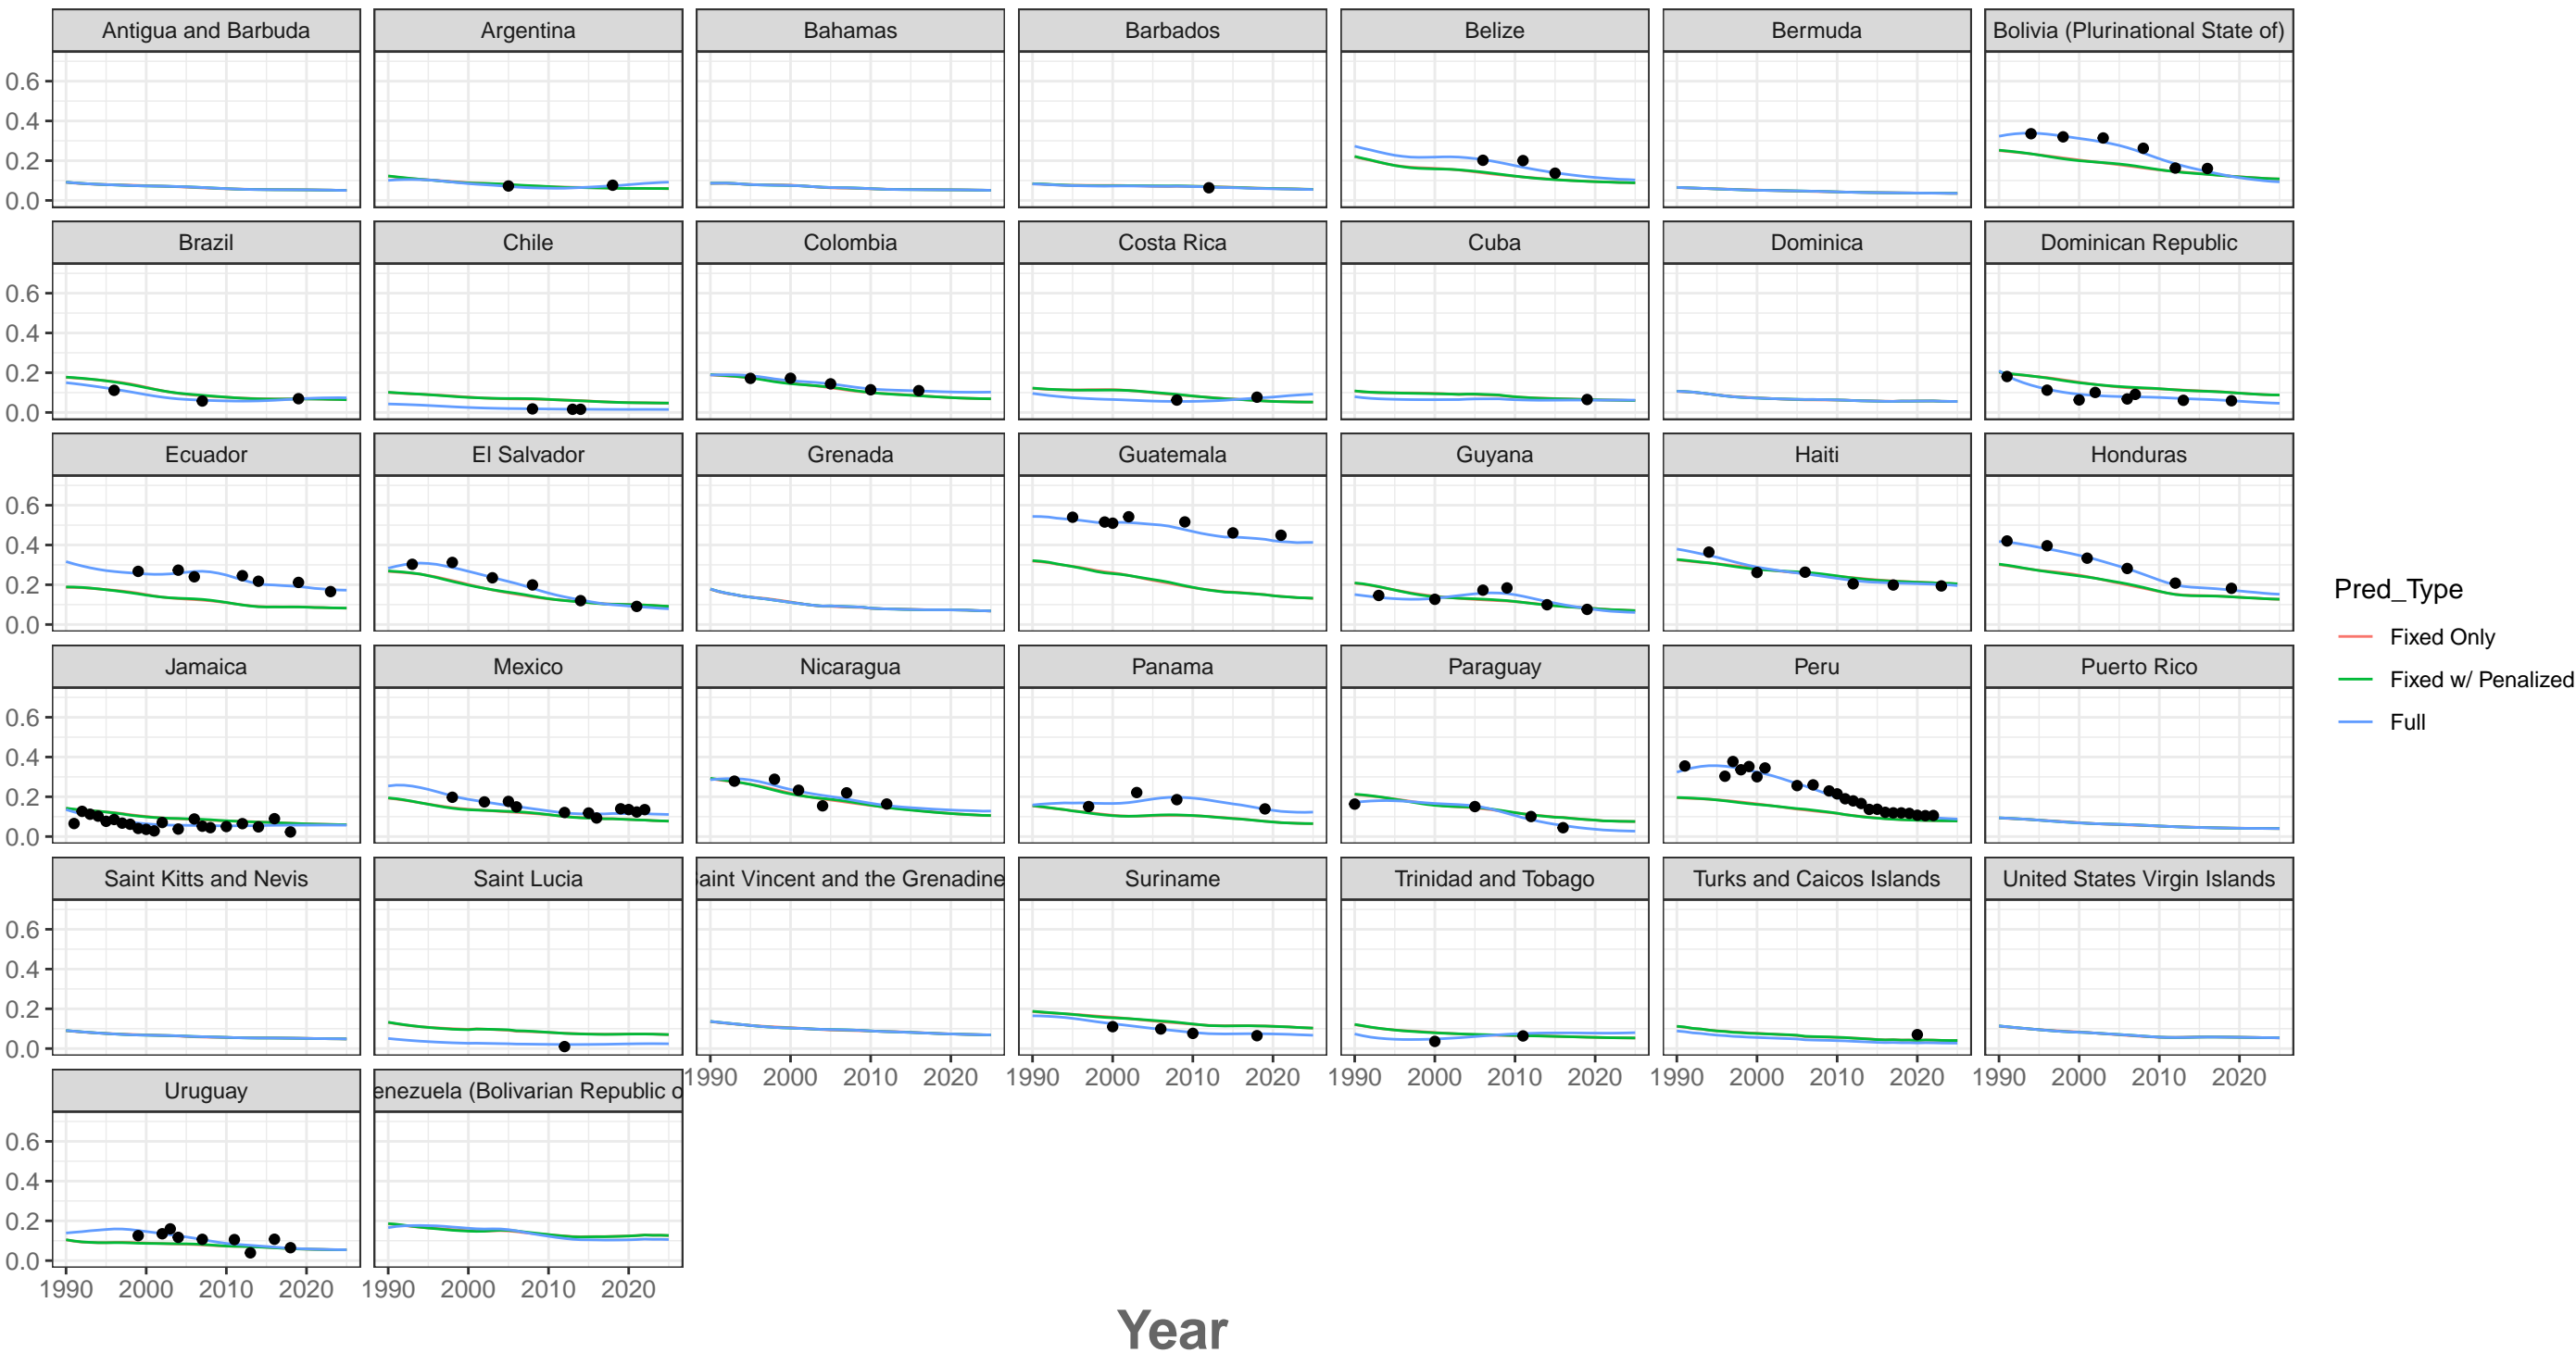 Antigua and Barbuda Argentina Bahamas Barbados Belize Bermuda Bolivia (Plurinational State of)
0.6
0.4
0.2
0.0
Brazil Chile Colombia Costa Rica Cuba Dominica Dominican Republic
0.6
0.4
0.2
0.0
Ecuador El Salvador Grenada Guatemala Guyana Haiti Honduras
0.6
0.4
0.2
0.0
Jamaica Mexico Nicaragua Panama Paraguay Peru Puerto Rico
0.6
0.4
0.2
0.0
Saint Kitts and Nevis Saint Lucia aint Vincent and the Grenadine Suriname Trinidad and Tobago Turks and Caicos Islands United States Virgin Islands
0.6
0.4
0.2
0.0
1990 2000 2010 2020 1990 2000 2010 2020 1990 2000 2010 2020 1990 2000 2010 2020 1990 2000 2010 2020
Uruguay enezuela (Bolivarian Republic o
0.6
0.4
0.2
0.0
1990 2000 2010 2020 1990 2000 2010 2020
Year
Pred_Type
Fixed Only
Fixed w/ Penalized
Full